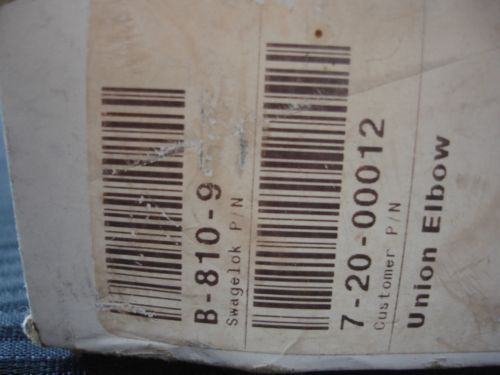 B-810-9
Swagelok P/N
7-20-00012
Customer P/N
Union Elbow